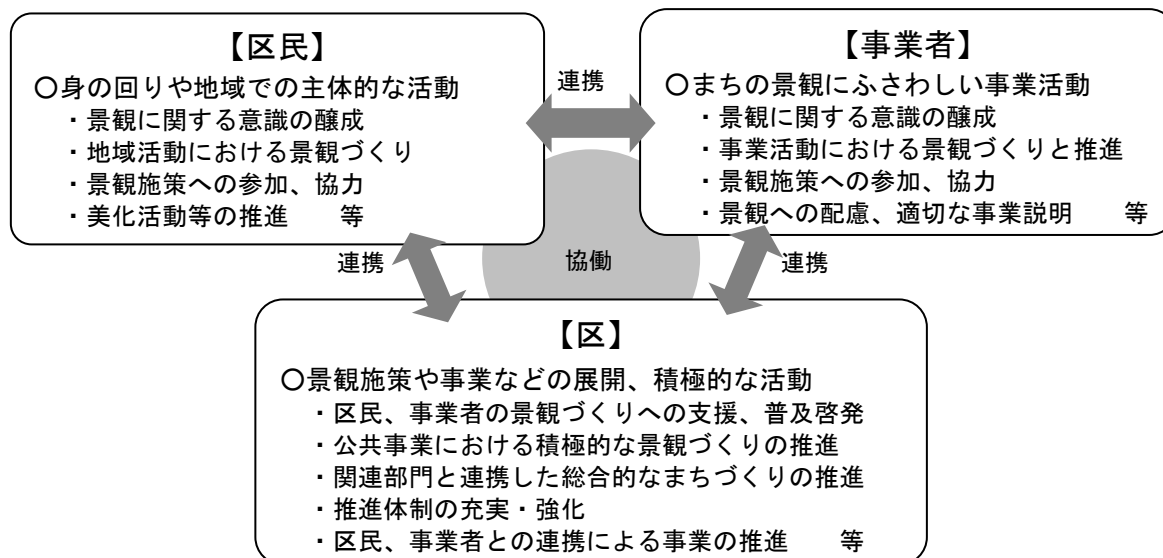 【区民】
○身の回りや地域での主体的な活動
・景観に関する意識の醸成
・地域活動における景観づくり
・景観施策への参加、協力
・美化活動等の推進　　等
連携
【事業者】
○まちの景観にふさわしい事業活動
・景観に関する意識の醸成
・事業活動における景観づくりと推進
・景観施策への参加、協力
・景観への配慮、適切な事業説明　　等
連携
協働
連携
【区】
○景観施策や事業などの展開、積極的な活動
・区民、事業者の景観づくりへの支援、普及啓発
・公共事業における積極的な景観づくりの推進
・関連部門と連携した総合的なまちづくりの推進
・推進体制の充実・強化
・区民、事業者との連携による事業の推進　　等